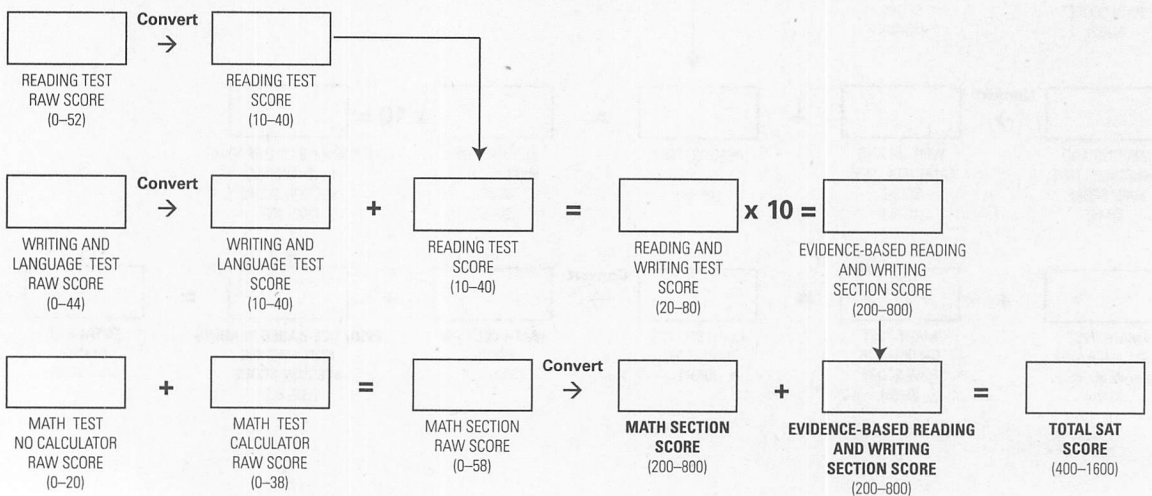 Convert
→
READING TEST
RAW SCORE
(0–52)
READING TEST
SCORE
(10–40)
Convert
→
+
=
x 10 =
WRITING AND
LANGUAGE TEST
RAW SCORE
(0–44)
WRITING AND
LANGUAGE TEST
SCORE
(10–40)
READING TEST
SCORE
(10–40)
READING AND
WRITING TEST
SCORE
(20–80)
EVIDENCE-BASED READING
AND WRITING
SECTION SCORE
(200–800)
+
=
Convert
→
+
=
MATH TEST
NO CALCULATOR
RAW SCORE
(0–20)
MATH TEST
CALCULATOR
RAW SCORE
(0–38)
MATH SECTION
RAW SCORE
(0–58)
MATH SECTION
SCORE
(200–800)
EVIDENCE-BASED READING
AND WRITING
SECTION SCORE
(200–800)
TOTAL SAT
SCORE
(400–1600)